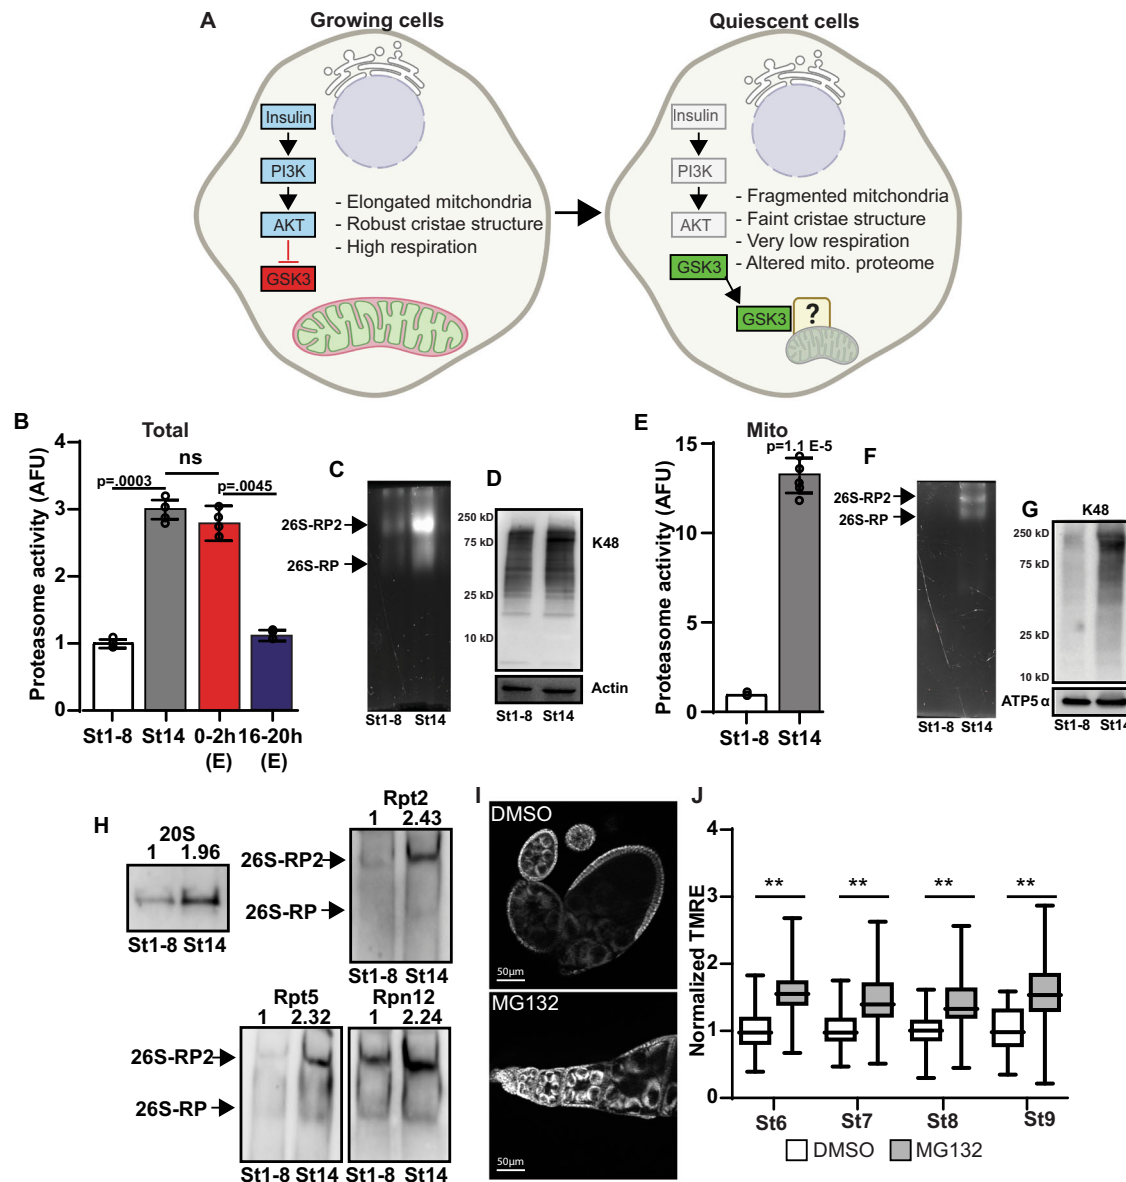 A
Growing cells
Quiescent cells
Insulin
PI3K
AKT
GSK3
- Elongated mitchondria
- Robust cristae structure
- High respiration
Insulin
PI3K
AKT
GSK3
GSK3
?
- Fragmented mitchondria
- Faint cristae structure
- Very low respiration
- Altered mito. proteome
B
Total
Proteasome activity (AFU)
4
3
2
1
0
p=.0003
ns
p=.0045
St1-8 St14 0-2h 16-20h
(E) (E)
C
26S-RP2
26S-RP
St1-8 St14
D
250 kD
75 kD
25 kD
10 kD
K48
Actin
St1-8 St14
E
Mito
Proteasome activity (AFU)
15
10
5
0
p=1.1 E-5
St1-8 St14
F
26S-RP2
26S-RP
St1-8 St14
G
K48
250 kD
75 kD
25 kD
10 kD
ATP5α
St1-8 St14
H
20S
1 1.96
St1-8 St14
Rpt2
1 2.43
26S-RP2
26S-RP
St1-8 St14
Rpt5
1 2.32
26S-RP2
26S-RP
St1-8 St14
Rpn12
1 2.24
St1-8 St14
I
DMSO
50µm
MG132
50µm
J
Normalized TMRE
4
3
2
1
0
** ** ** **
St6 St7 St8 St9
DMSO MG132